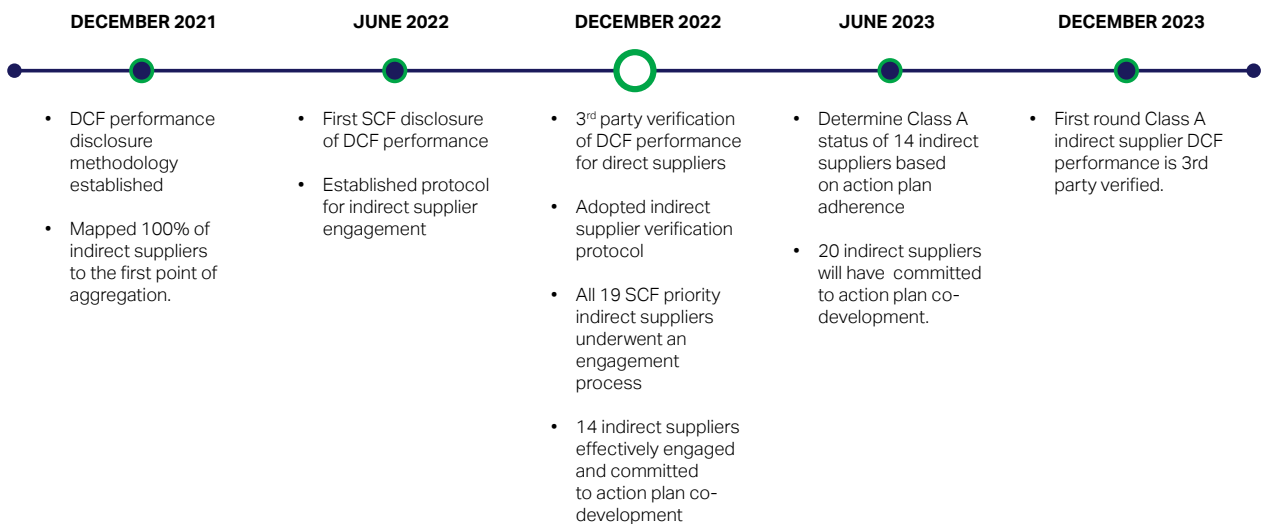 DECEMBER 2021
• DCF performance
disclosure
methodology
established
• Mapped 100% of
indirect suppliers
to the first point of
aggregation.
JUNE 2022
• First SCF disclosure
of DCF performance
• Established protocol
for indirect supplier
engagement
DECEMBER 2022
• 3rd party verification
of DCF performance
for direct suppliers
• Adopted indirect
supplier verification
protocol
• All 19 SCF priority
indirect suppliers
underwent an
engagement
process
• 14 indirect suppliers
effectively engaged
and committed
to action plan co-
development
JUNE 2023
• Determine Class A
status of 14 indirect
suppliers based
on action plan
adherence
• 20 indirect suppliers
will have committed
to action plan co-
development.
DECEMBER 2023
• First round Class A
indirect supplier DCF
performance is 3rd
party verified.